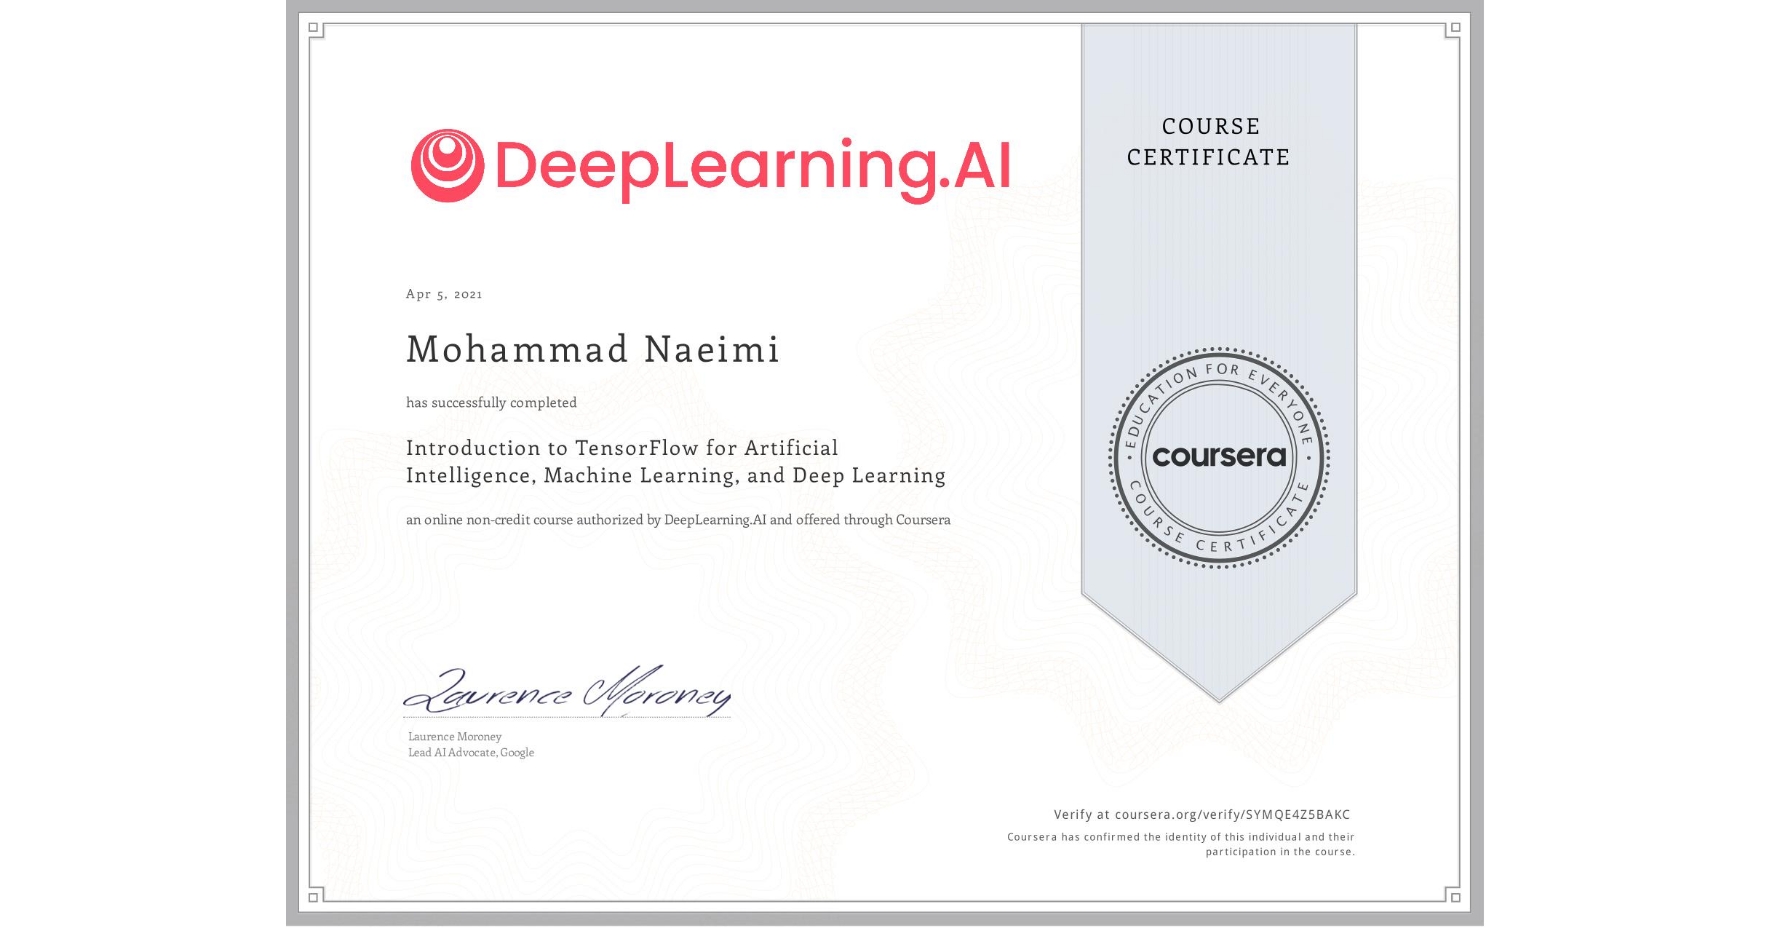 DeepLearning.AI
COURSE
CERTIFICATE
Apr 5, 2021
Mohammad Naeimi
has successfully completed
Introduction to TensorFlow for Artificial
Intelligence, Machine Learning, and Deep Learning
an online non-credit course authorized by DeepLearning.AI and offered through Coursera
EDUCATION FOR EVERYONE
coursera
COURSE CERTIFICATE
Laurence Moroney
Laurence Moroney
Lead AI Advocate, Google
Verify at coursera.org/verify/SYMQE4Z5BAKC
Coursera has confirmed the identity of this individual and their
participation in the course.